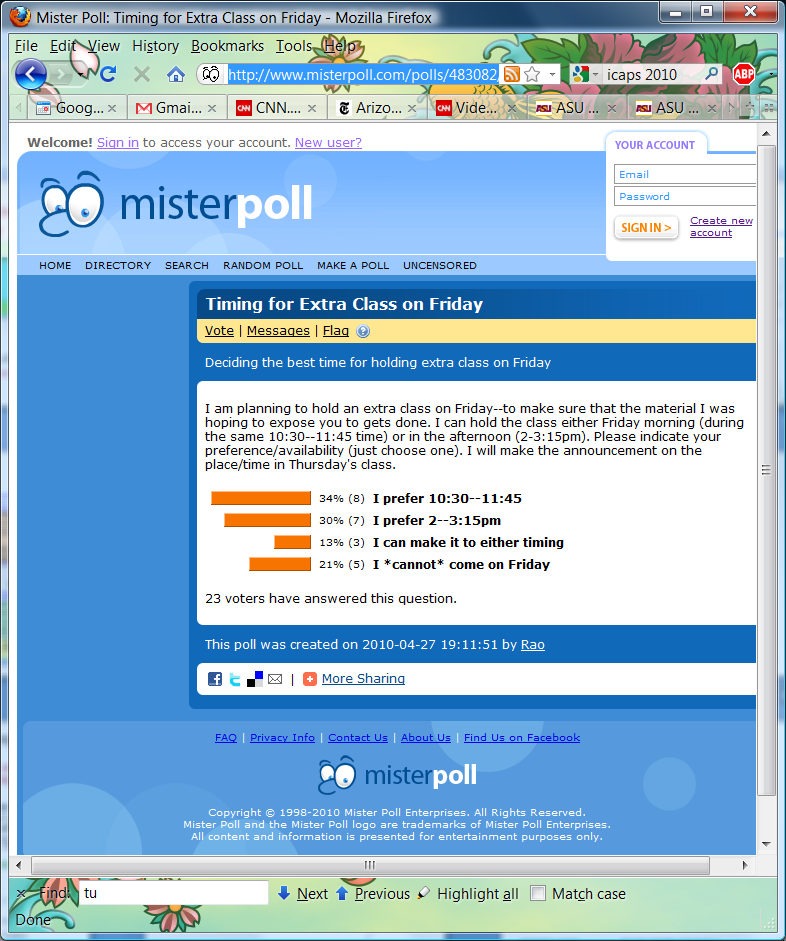 Mister Poll: Timing for Extra Class on Friday - Mozilla Firefox
File Edit View History Bookmarks Tools Help
http://www.misterpoll.com/polls/483082 icaps 2010 ABP
Goog... Gmai... CNN.... Arizo... Vide... ASU ... ASU ...
Welcome! Sign in to access your account. New user?
YOUR ACCOUNT
Email
Password
SIGN IN > Create new account
misterpoll
HOME DIRECTORY SEARCH RANDOM POLL MAKE A POLL UNCENSORED
Timing for Extra Class on Friday
Vote | Messages | Flag ?
Deciding the best time for holding extra class on Friday
I am planning to hold an extra class on Friday--to make sure that the material I was
hoping to expose you to gets done. I can hold the class either Friday morning (during
the same 10:30--11:45 time) or in the afternoon (2-3:15pm). Please indicate your
preference/availability (just choose one). I will make the announcement on the
place/time in Thursday's class.
34% (8) I prefer 10:30--11:45
30% (7) I prefer 2--3:15pm
13% (3) I can make it to either timing
21% (5) I *cannot* come on Friday
23 voters have answered this question.
This poll was created on 2010-04-27 19:11:51 by Rao
| More Sharing
FAQ | Privacy Info | Contact Us | About Us | Find Us on Facebook
misterpoll
Copyright © 1998-2010 Mister Poll Enterprises. All Rights Reserved.
Mister Poll and the Mister Poll logo are trademarks of Mister Poll Enterprises.
All content and information is presented for entertainment purposes only.
Find: tu Next Previous Highlight all Match case
Done